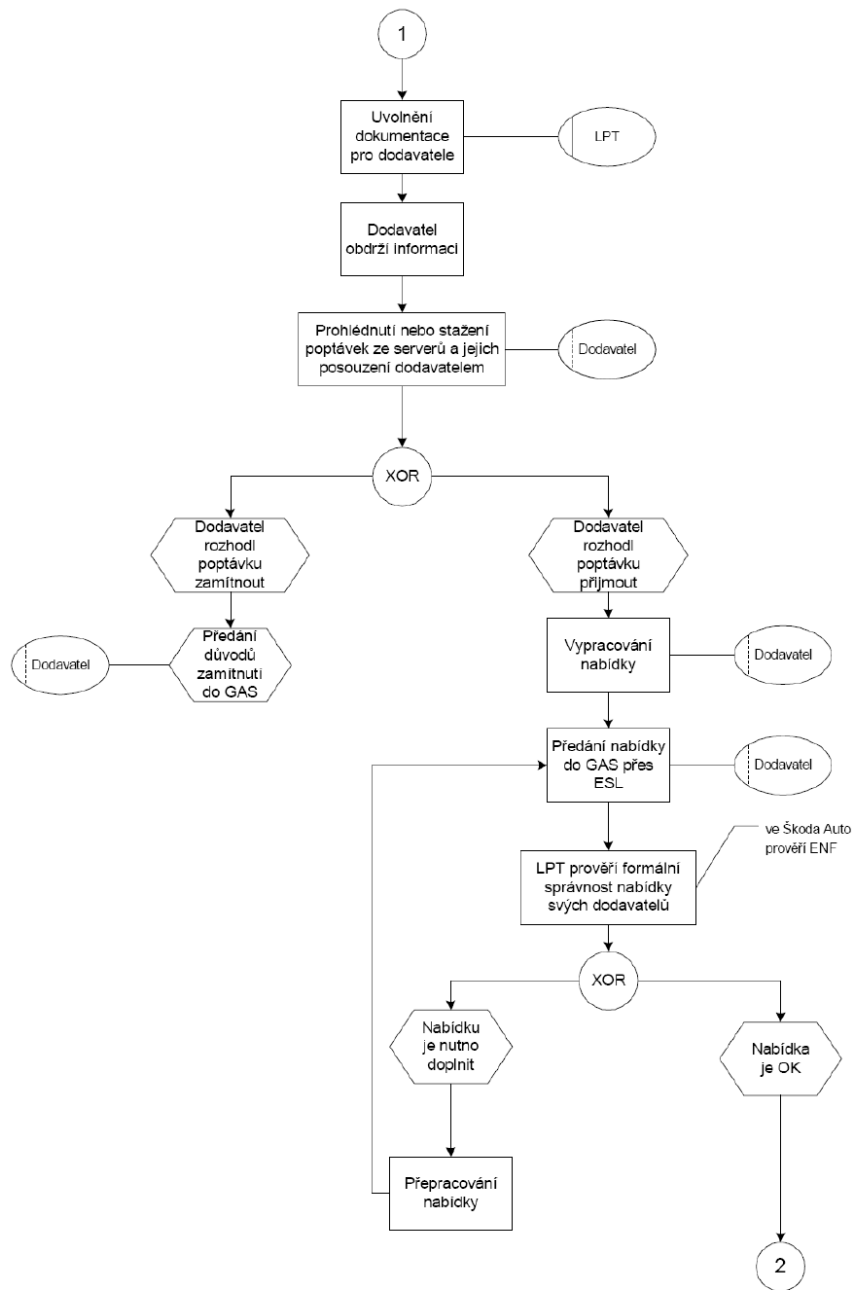 1
Uvolnění
dokumentace
pro dodavatele
LPT
Dodavatel
obdrží informaci
Prohlédnutí nebo stažení
poptávek ze serverů a jejich
posouzení dodavatelem
Dodavatel
XOR
Dodavatel
rozhodl
poptávku
zamítnout
Dodavatel
rozhodl
poptávku
přijmout
Dodavatel
Předání
důvodů
zamítnutí
do GAS
Vypracování
nabídky
Dodavatel
Předání nabídky
do GAS přes
ESL
Dodavatel
ve Škoda Auto
prověří ENF
LPT prověří formální
správnost nabídky
svých dodavatelů
XOR
Nabídku
je nutno
doplnit
Nabídka
je OK
Přepracování
nabídky
2